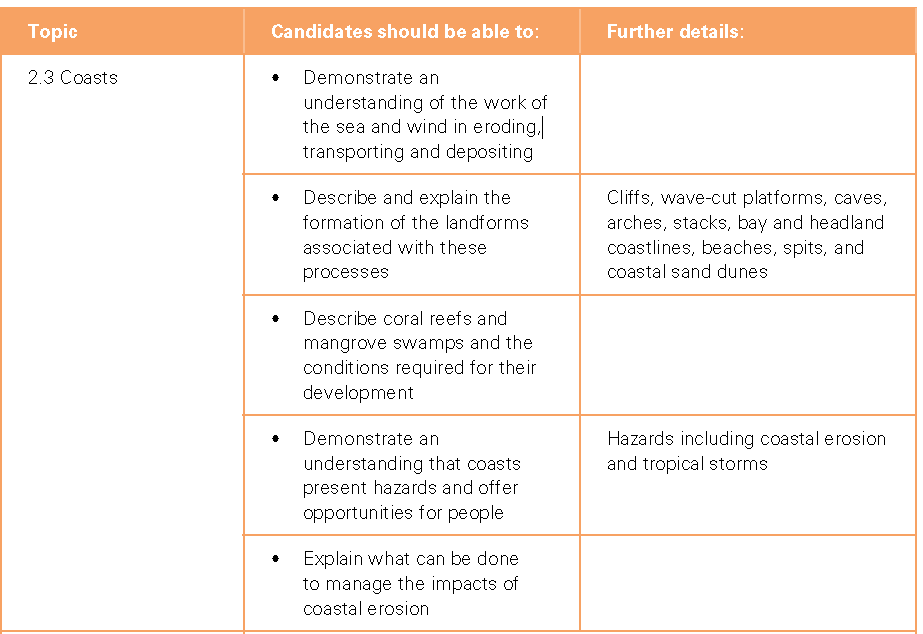 Topic
Candidates should be able to:
Further details:
2.3 Coasts
• Demonstrate an
understanding of the work of
the sea and wind in eroding,
transporting and depositing
• Describe and explain the
formation of the landforms
associated with these
processes
Cliffs, wave-cut platforms, caves,
arches, stacks, bay and headland
coastlines, beaches, spits, and
coastal sand dunes
• Describe coral reefs and
mangrove swamps and the
conditions required for their
development
• Demonstrate an
understanding that coasts
present hazards and offer
opportunities for people
Hazards including coastal erosion
and tropical storms
• Explain what can be done
to manage the impacts of
coastal erosion